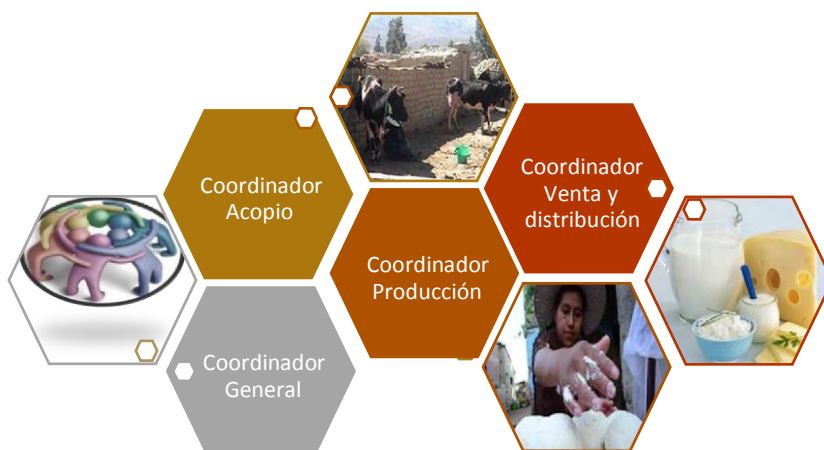 Coordinador
Acopio
Coordinador
Venta y
distribución
Coordinador
Producción
Coordinador
General